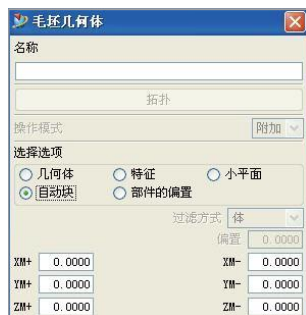 毛坯几何体
名称
拓扑
操作模式 附加
选择选项
几何体 特征 小平面
自动块 部件的偏置
过滤方式 体
偏置 0.0000
XM+ 0.0000 XM- 0.0000
YM+ 0.0000 YM- 0.0000
ZM+ 0.0000 ZM- 0.0000